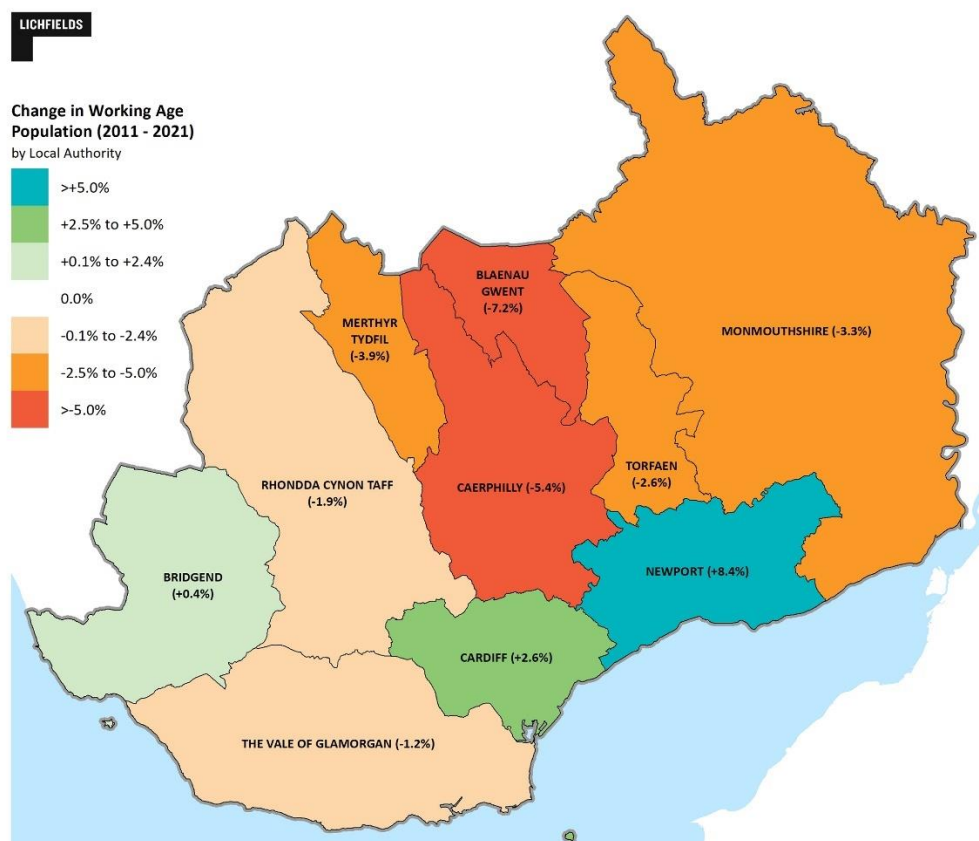 LICHFIELDS
Change in Working Age
Population (2011 - 2021)
by Local Authority
>+5.0%
+2.5% to +5.0%
+0.1% to +2.4%
0.0%
-0.1% to -2.4%
-2.5% to -5.0%
>-5.0%
BLAENAU
GWENT
(-7.2%)
MERTHYR
TYDFIL
(-3.9%)
MONMOUTHSHIRE (-3.3%)
RHONDDA CYNON TAFF
(-1.9%)
CAERPHILLY (-5.4%)
TORFAEN
(-2.6%)
BRIDGEND
(+0.4%)
NEWPORT (+8.4%)
CARDIFF (+2.6%)
THE VALE OF GLAMORGAN (-1.2%)